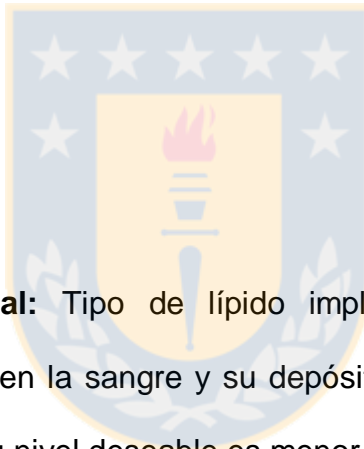 al: Tipo de lípido impl
en la sangre y su depósi
nivel deseable es menor